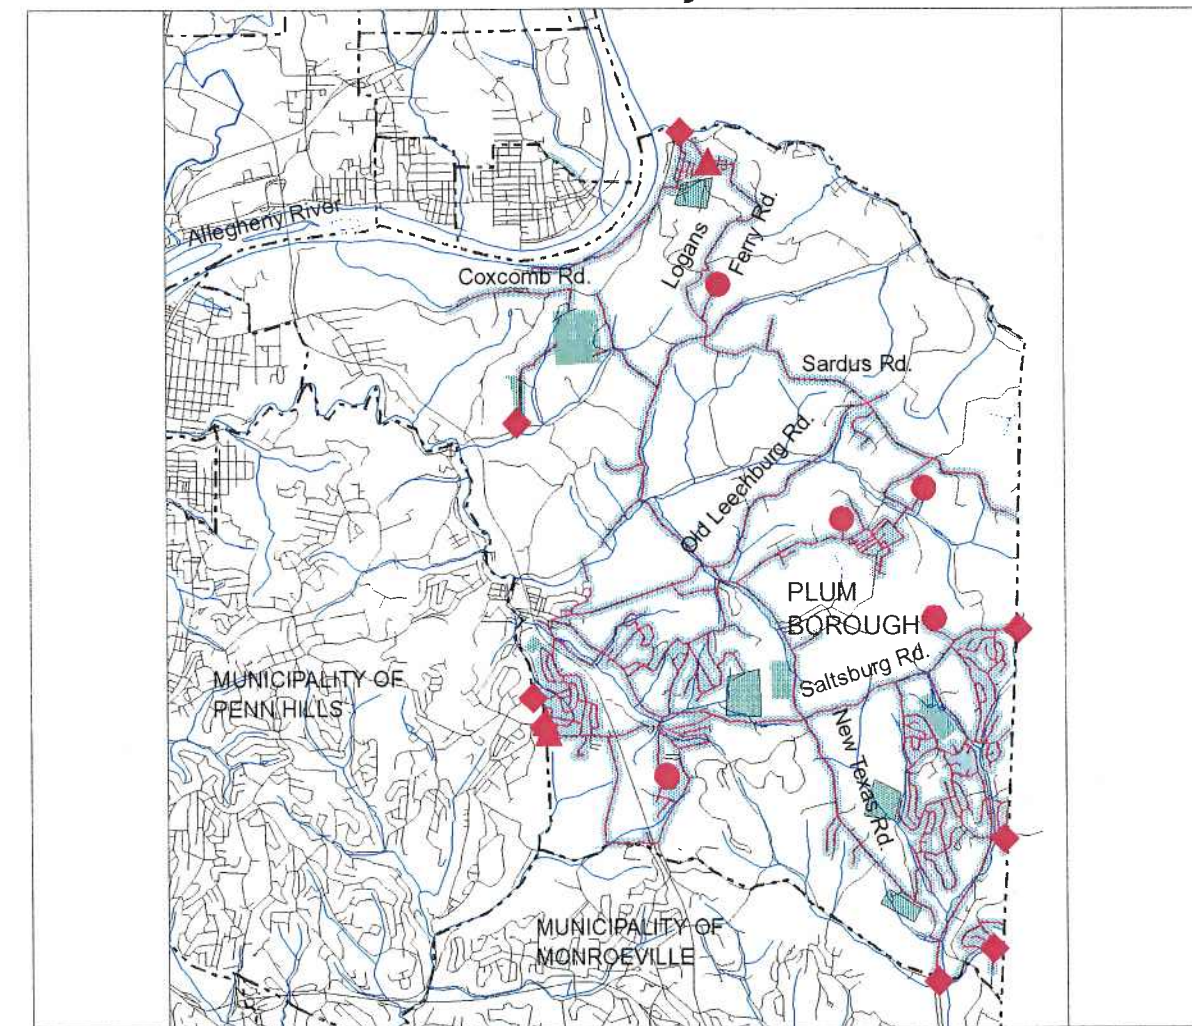 Allegheny River
Coxcomb Rd.
Logans
Ferry Rd.
Sardus Rd.
Old Leechburg Rd.
PLUM
BOROUGH
Saltsburg Rd.
New Texas Rd.
MUNICIPALITY OF
PENN HILLS
MUNICIPALITY OF
MONROEVILLE